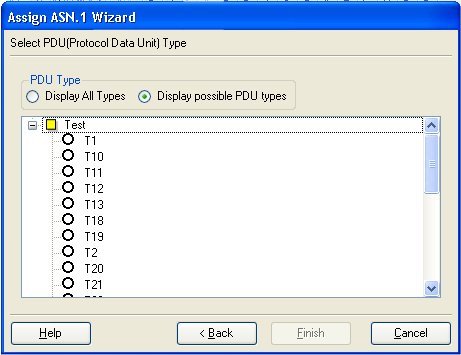 Assign ASN.1 Wizard
Select PDU(Protocol Data Unit) Type
PDU Type
Display All Types Display possible PDU types
Test
T1
T10
T11
T12
T13
T18
T19
T2
T20
T21
Help < Back Finish Cancel